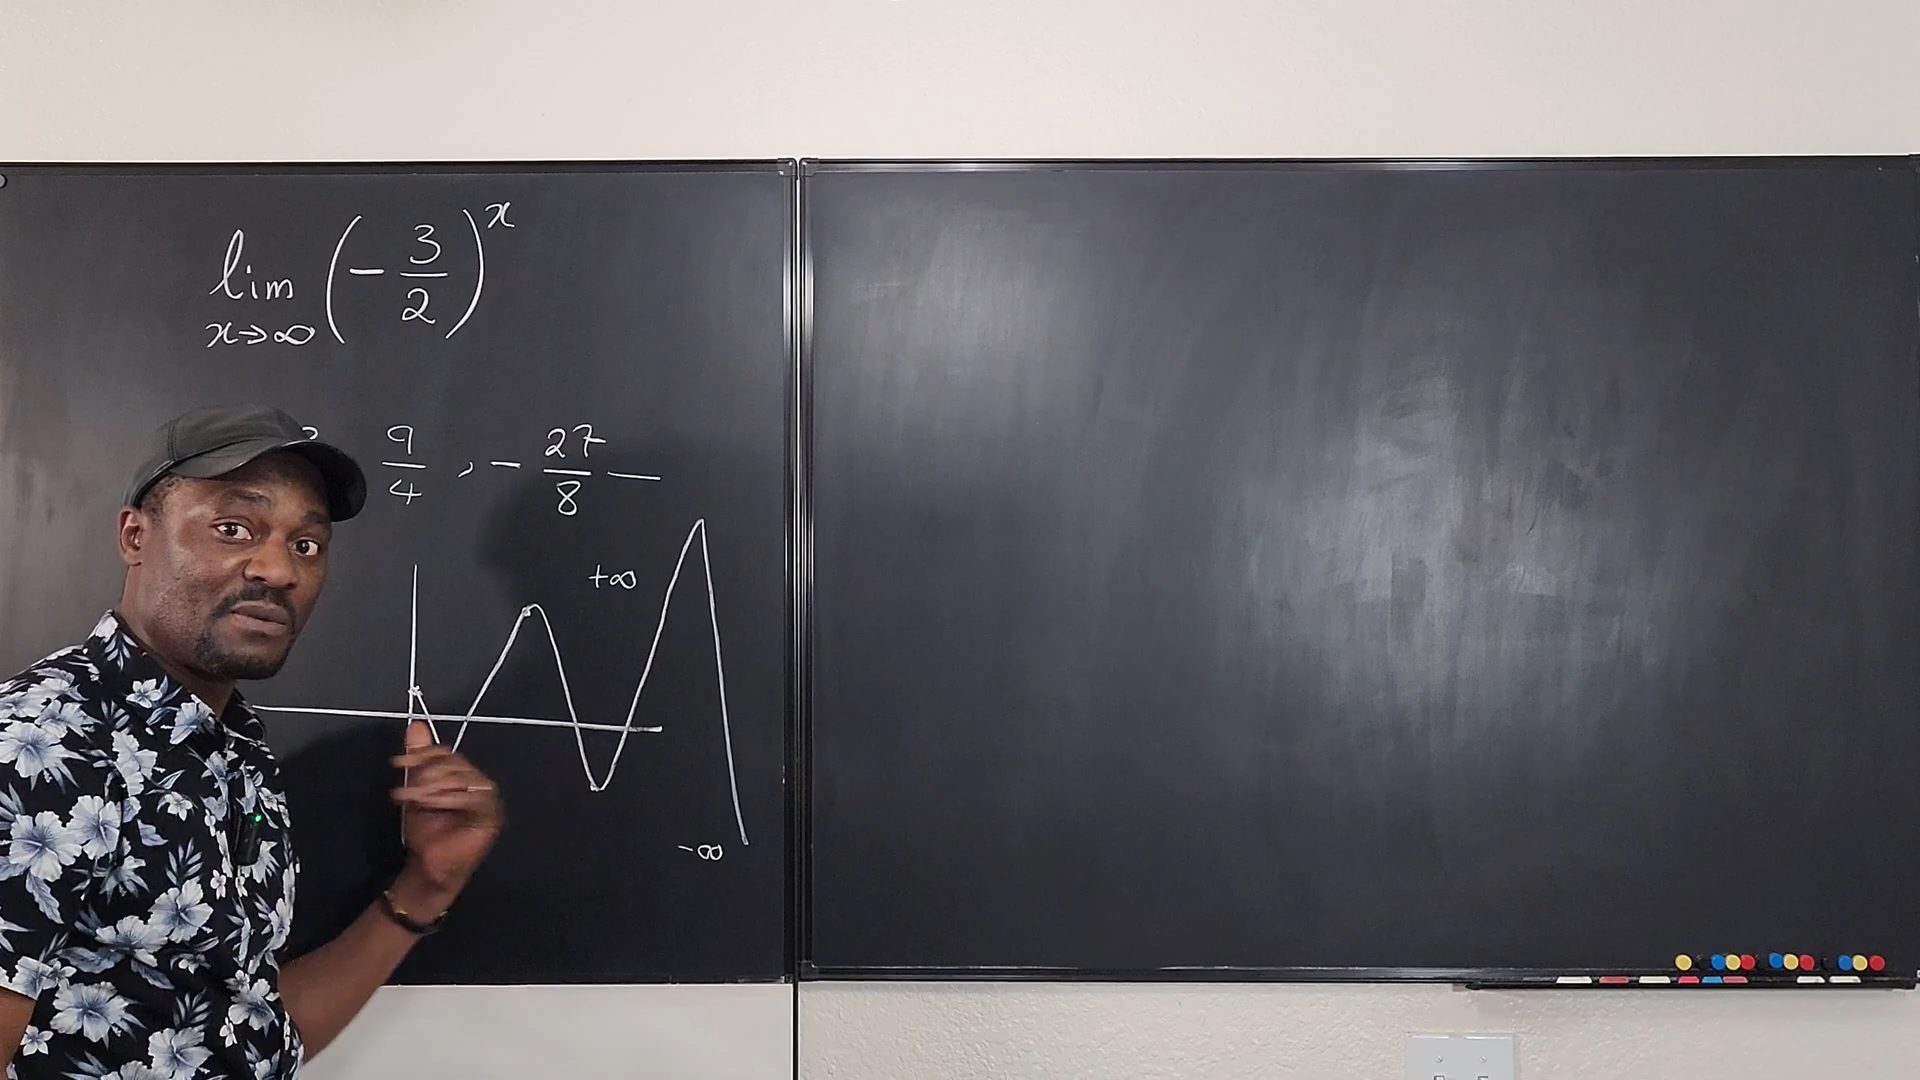 lim x→∞ (- 3/2)^x
9/4 , - 27/8 —
+∞
-∞